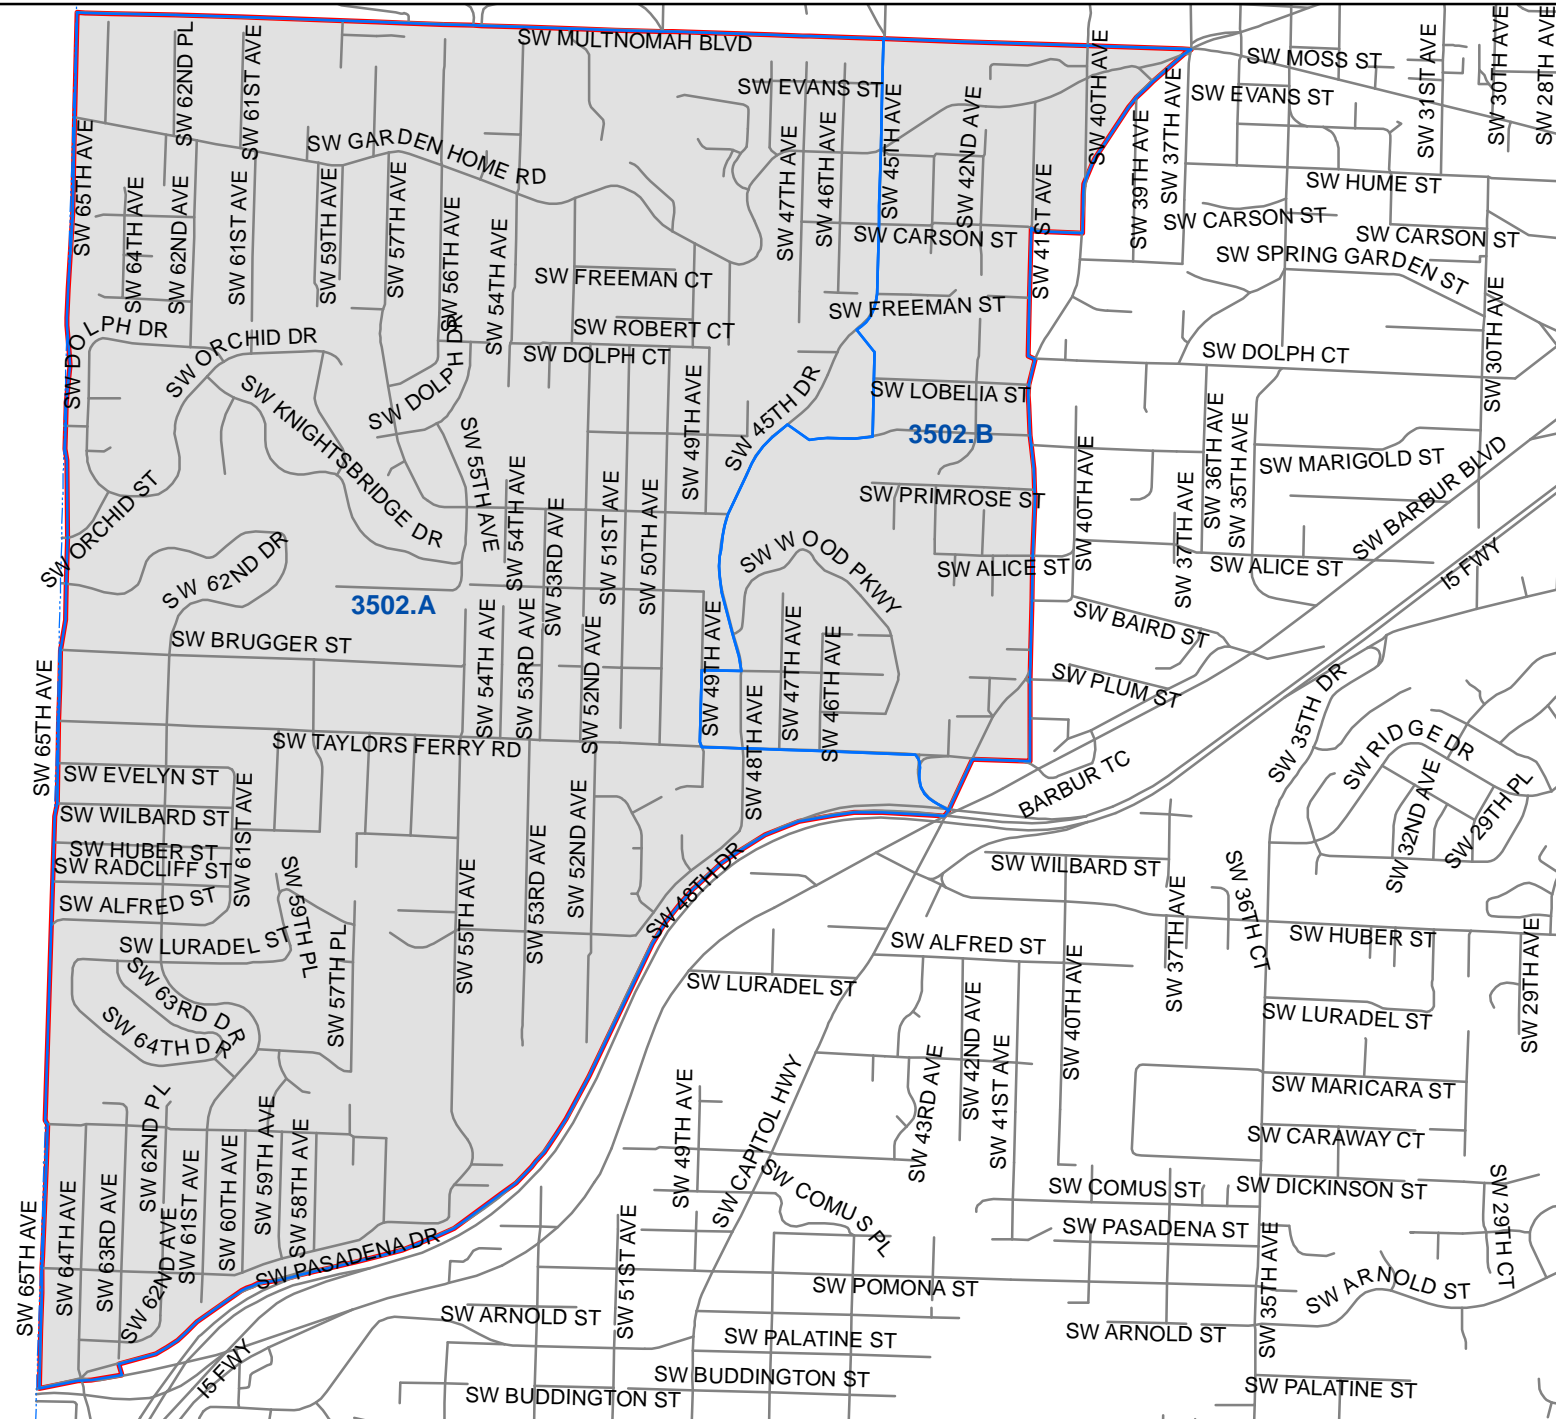 SW MULTNOMAH BLVD
SW 62ND PL
SW 61ST AVE
SW EVANS ST
SW 45TH AVE
SW 42ND AVE
SW 40TH AVE
SW 37TH AVE
SW MOSS ST
SW EVANS ST
SW 31ST AVE
SW 30TH AVE
SW 28TH AVE
SW 65TH AVE
SW GARDEN HOME RD
SW 64TH AVE
SW 62ND AVE
SW 61ST AVE
SW 59TH AVE
SW 57TH AVE
SW 56TH AVE
SW 54TH AVE
SW 47TH AVE
SW 46TH AVE
SW 41ST AVE
SW 39TH AVE
SW HUME ST
SW CARSON ST
SW CARSON ST
SW CARSON ST
SW SPRING GARDEN ST
SW FREEMAN CT
SW FREEMAN ST
SW ROBERT CT
SW DOLPH CT
SW DOLPH CT
SW 30TH AVE
SW DOLPH DR
SW ORCHID DR
SW DOLPH DR
SW KNIGHTSBRIDGE DR
SW 49TH AVE
SW 45TH DR
SW LOBELIA ST
3502.B
SW 36TH AVE
SW 35TH AVE
SW MARIGOLD ST
SW BARBUR BLVD
SW 55TH AVE
SW 54TH AVE
SW 53RD AVE
SW 51ST AVE
SW 50TH AVE
SW PRIMROSE ST
SW 40TH AVE
SW 37TH AVE
SW ORCHID ST
SW 62ND DR
SW WOOD PKWY
SW ALICE ST
SW ALICE ST
I5 FWY
3502.A
SW BRUGGER ST
SW 54TH AVE
SW 53RD AVE
SW 52ND AVE
SW 49TH AVE
SW 47TH AVE
SW 46TH AVE
SW BAIRD ST
SW PLUM ST
SW 65TH AVE
SW TAYLORS FERRY RD
SW 48TH AVE
BARBUR TC
SW 35TH DR
SW RIDGE DR
SW 32ND AVE
SW 29TH PL
SW EVELYN ST
SW WILBARD ST
SW HUBER ST
SW RADCLIFF ST
SW ALFRED ST
SW 61ST AVE
SW LURADEL ST
SW 59TH PL
SW 57TH PL
SW 55TH AVE
SW 53RD AVE
SW 52ND AVE
SW 48TH DR
SW WILBARD ST
SW 37TH AVE
SW 36TH CT
SW HUBER ST
SW 29TH AVE
SW ALFRED ST
SW LURADEL ST
SW 40TH AVE
SW LURADEL ST
SW 63RD DR
SW 64TH DR
SW 42ND AVE
SW 41ST AVE
SW 43RD AVE
SW 49TH AVE
SW CAPITOL HWY
SW MARICARA ST
SW CARAWAY CT
SW 62ND PL
SW 65TH AVE
SW 64TH AVE
SW 63RD AVE
SW 62ND AVE
SW 61ST AVE
SW 60TH AVE
SW 59TH AVE
SW 58TH AVE
SW PASADENA DR
SW COMUS PL
SW COMUS ST
SW DICKINSON ST
SW PASADENA ST
SW 29TH CT
SW 51ST AVE
SW POMONA ST
SW 35TH AVE
SW ARNOLD ST
SW ARNOLD ST
SW PALATINE ST
SW ARNOLD ST
SW BUDDINGTON ST
SW BUDDINGTON ST
SW PALATINE ST
I5 FWY